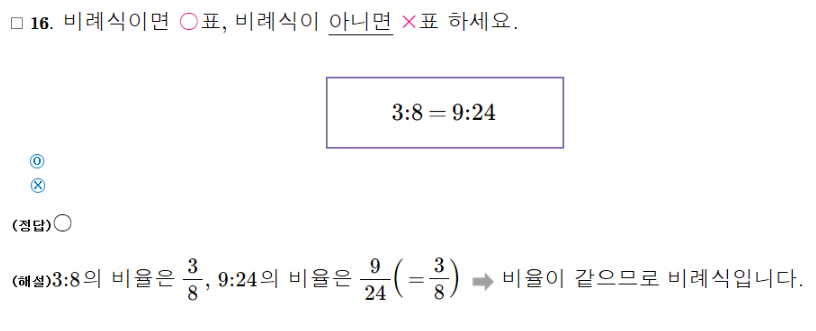 □ 16. 비례식이면 ○표, 비례식이 아니면 ×표 하세요.
3:8=9:24
ⓞ
ⓧ
(정답)○
(해설)3:8의 비율은 3/8, 9:24의 비율은 9/24(=3/8) ➡ 비율이 같으므로 비례식입니다.